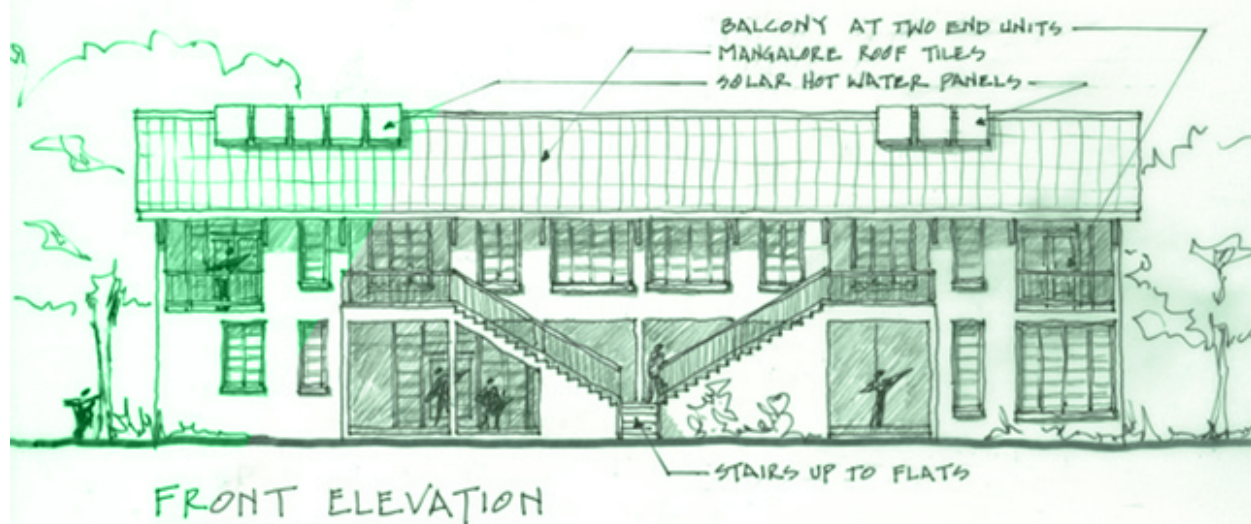 BALCONY AT TWO END UNITS
MANGALORE ROOF TILES
SOLAR HOT WATER PANELS
STAIRS UP TO FLATS
FRONT ELEVATION